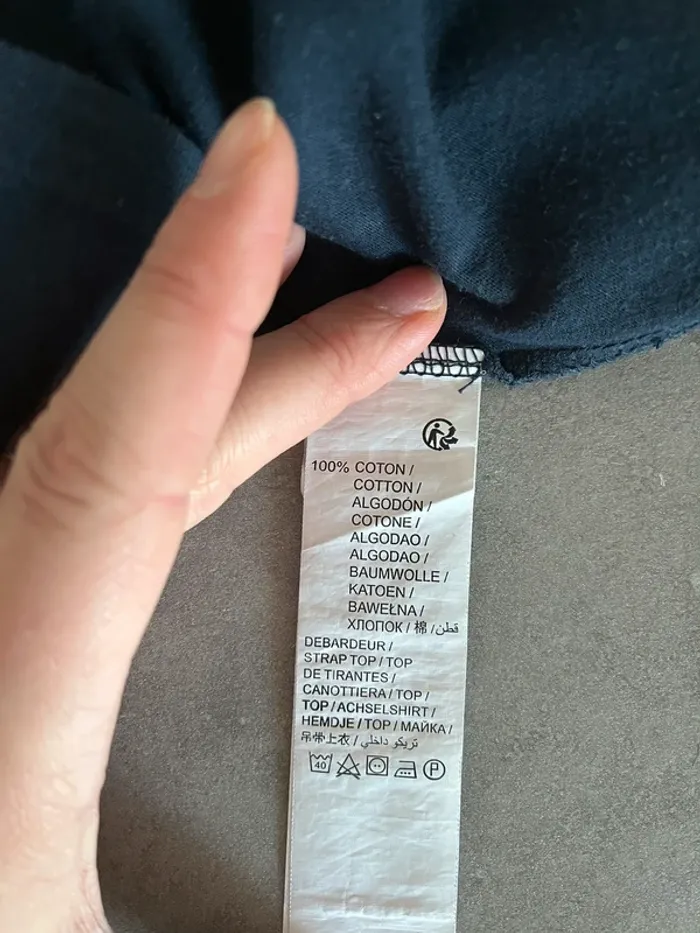 100% COTON /
COTTON /
ALGODÓN /
COTONE /
ALGODAO /
ALGODAO /
BAUMWOLLE /
KATOEN /
BAWEŁNA /
ХЛОПОК / 棉 / قطن
DEBARDEUR /
STRAP TOP / TOP
DE TIRANTES /
CANOTTIERA / TOP /
TOP / ACHSELSHIRT /
HEMDJE / TOP / МАЙКА /
吊带上衣 / تريكو داخلي
40 P